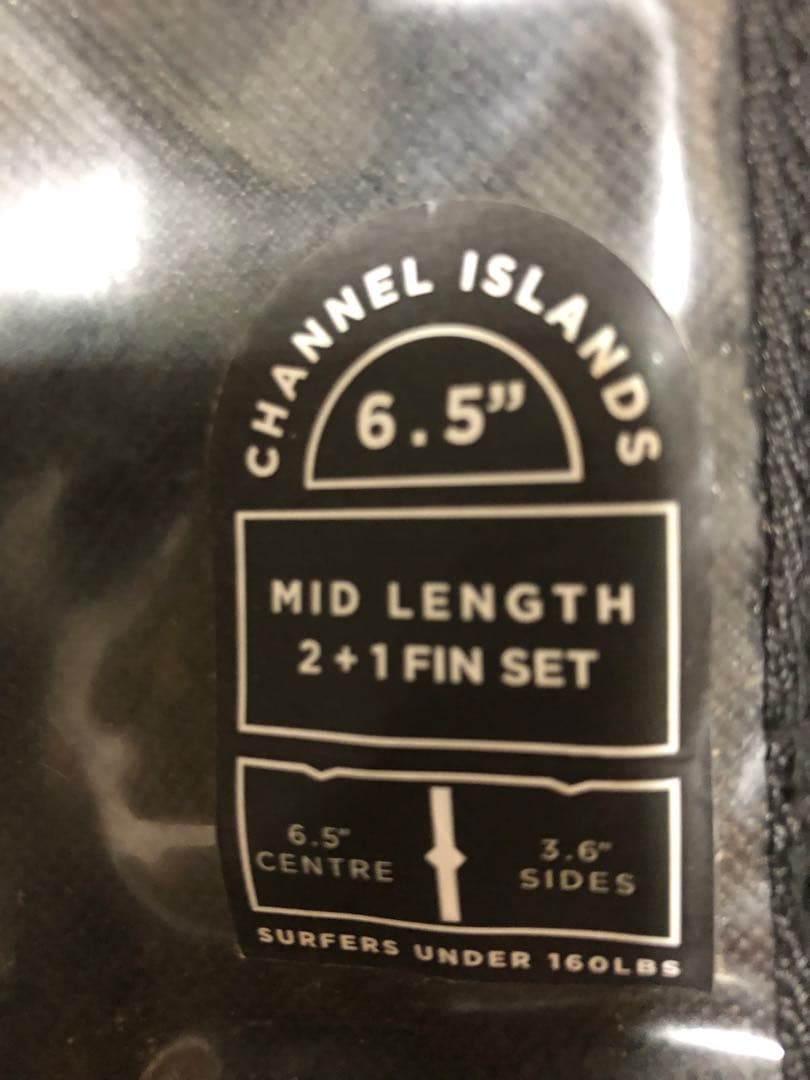 CHANNEL ISLANDS
6.5”
MID LENGTH
2 + 1 FIN SET
6.5"
CENTRE
3.6"
SIDES
SURFERS UNDER 160LBS